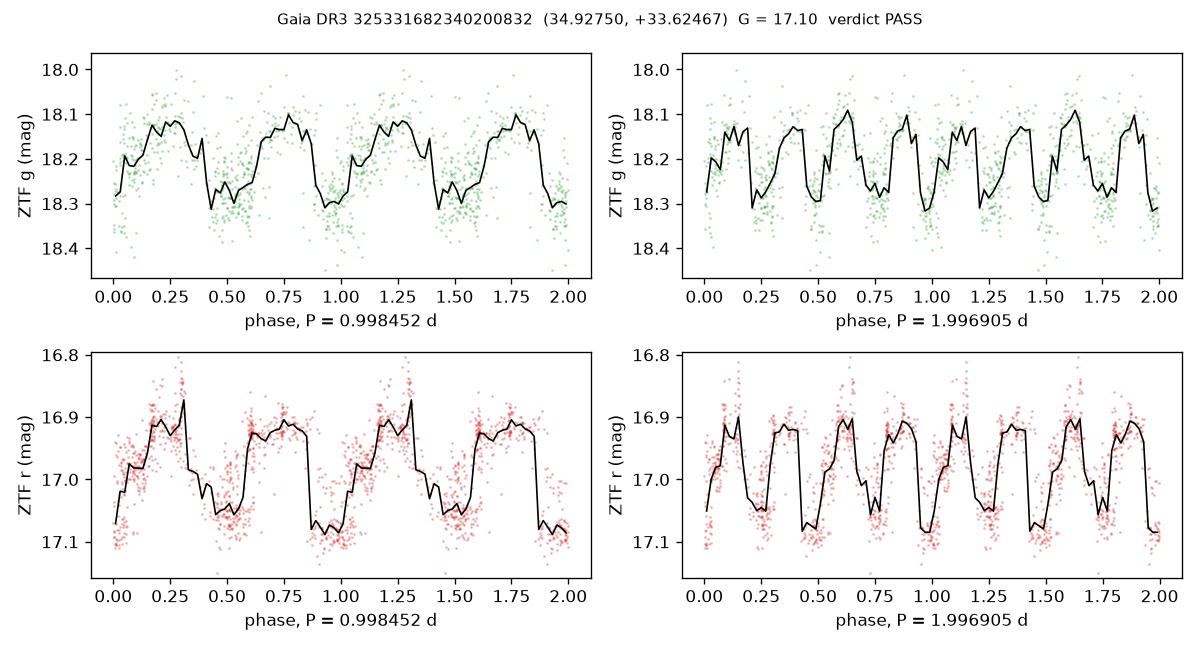 Gaia DR3 325331682340200832 (34.92750, +33.62467) G = 17.10 verdict PASS
ZTF g (mag)
18.0
18.1
18.2
18.3
18.4
0.00 0.25 0.50 0.75 1.00 1.25 1.50 1.75 2.00
phase, P = 0.998452 d
ZTF g (mag)
18.0
18.1
18.2
18.3
18.4
0.00 0.25 0.50 0.75 1.00 1.25 1.50 1.75 2.00
phase, P = 1.996905 d
ZTF r (mag)
16.8
16.9
17.0
17.1
0.00 0.25 0.50 0.75 1.00 1.25 1.50 1.75 2.00
phase, P = 0.998452 d
ZTF r (mag)
16.8
16.9
17.0
17.1
0.00 0.25 0.50 0.75 1.00 1.25 1.50 1.75 2.00
phase, P = 1.996905 d